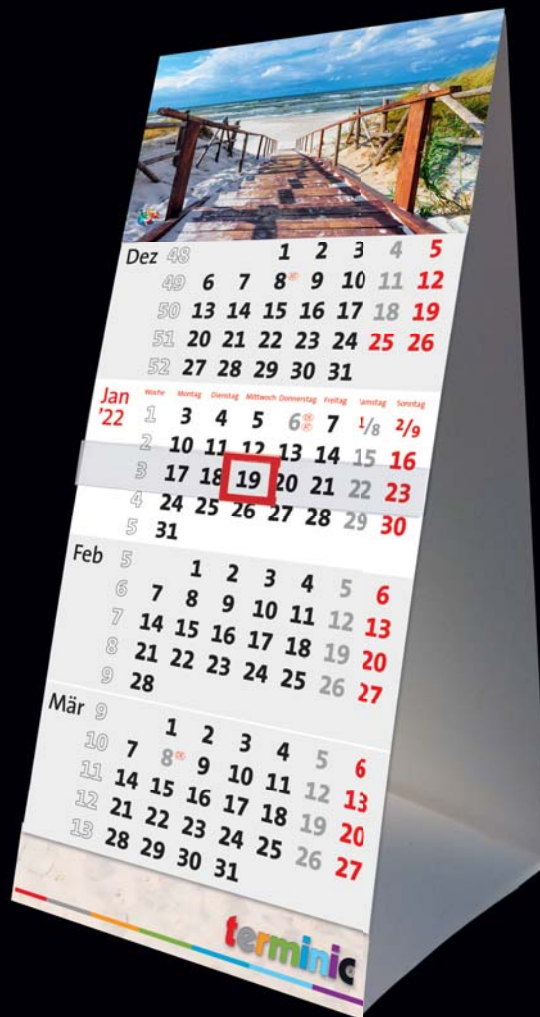 Dez 48 1 2 3 4 5
49 6 7 8 9 10 11 12
50 13 14 15 16 17 18 19
51 20 21 22 23 24 25 26
52 27 28 29 30 31
Jan '22 Woche Montag Dienstag Mittwoch Donnerstag Freitag Samstag Sonntag
1 3 4 5 6 7 1/8 2/9
2 10 11 12 13 14 15 16
3 17 18 19 20 21 22 23
4 24 25 26 27 28 29 30
5 31
Feb 5 1 2 3 4 5 6
6 7 8 9 10 11 12 13
7 14 15 16 17 18 19 20
8 21 22 23 24 25 26 27
9 28
Mär 9 1 2 3 4 5 6
10 7 8 9 10 11 12 13
11 14 15 16 17 18 19 20
12 21 22 23 24 25 26 27
13 28 29 30 31
terminic